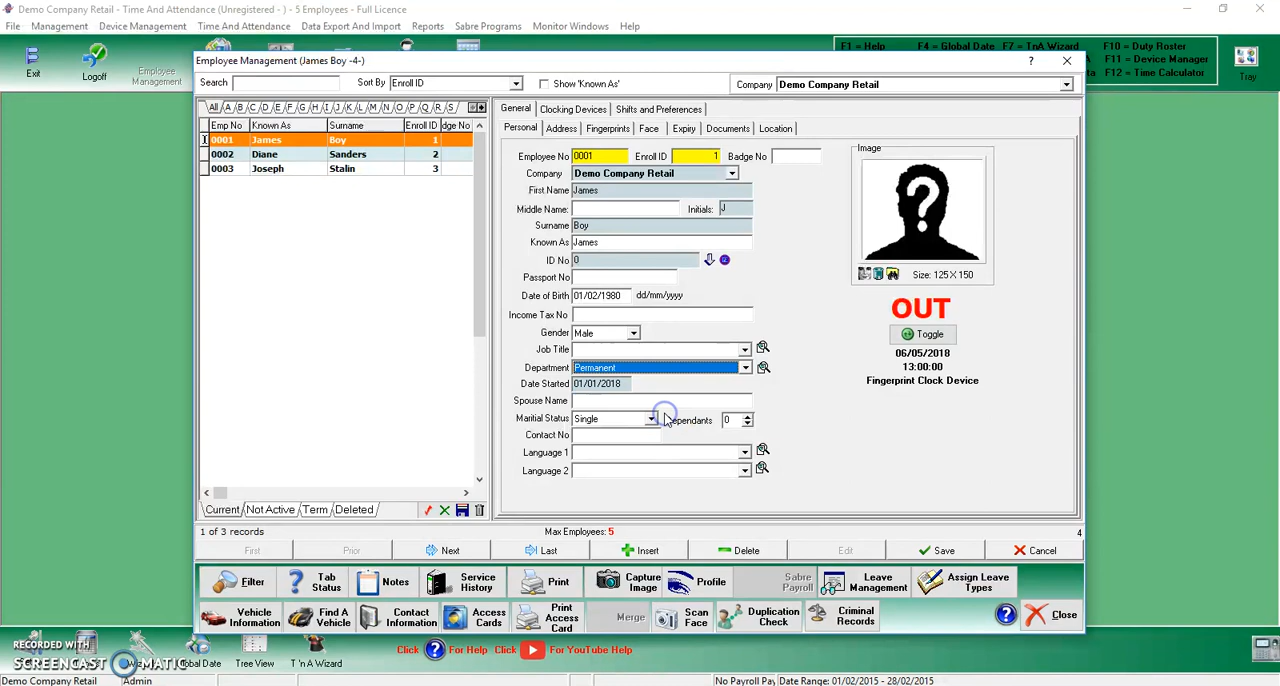 Demo Company Retail - Time And Attendance (Unregistered - ) - 5 Employees - Full Licence
File Management Device Management Time And Attendance Data Export And Import Reports Sabre Programs Monitor Windows Help
F1 = Help F4 = Global Date F7 = TnA Wizard F10 = Duty Roster
F11 = Device Manager
F12 = Time Calculator
Exit Logoff Employee Management Tray
Employee Management (James Boy -4-)
Search Sort By Enroll ID Show 'Known As' Company Demo Company Retail
All A B C D E F G H I J K L M N O P Q R S
General Clocking Devices Shifts and Preferences
Emp No Known As Surname Enroll ID dge No
0001 James Boy 1
0002 Diane Sanders 2
0003 Joseph Stalin 3
Personal Address Fingerprints Face Expiry Documents Location
Employee No 0001 Enroll ID 1 Badge No
Company Demo Company Retail
First Name James
Middle Name: Initials: J
Surname Boy
Known As James
ID No 0
Passport No
Date of Birth 01/02/1980 dd/mm/yyyy
Income Tax No
Gender Male
Job Title
Department Permanent
Date Started 01/01/2018
Spouse Name
Maritial Status Single ependants 0
Contact No
Language 1
Language 2
Image
Size: 125 X 150
OUT
Toggle
06/05/2018
13:00:00
Fingerprint Clock Device
Current Not Active Term Deleted
1 of 3 records Max Employees: 5 4
First Prior Next Last Insert Delete Edit Save Cancel
Filter Tab Status Notes Service History Print Capture Image Profile Sabre Payroll Leave Management Assign Leave Types
Vehicle Information Find A Vehicle Contact Information Access Cards Print Access Card Merge Scan Face Duplication Check Criminal Records Close
RECORDED WITH
SCREENCAST MATIC
Global Date Tree View T 'n A Wizard
Click For Help Click For YouTube Help
Demo Company Retail Admin No Payroll Pay Date Range: 01/02/2015 - 28/02/2015